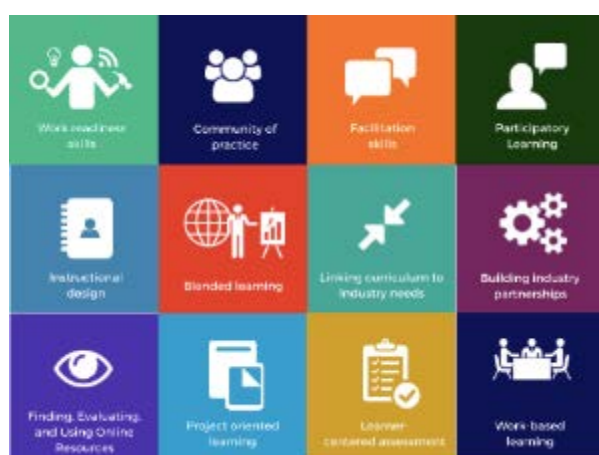 Work readiness
skills
Community of
practice
Facilitation
skills
Participatory
Learning
Instructional
design
Blended learning
Linking curriculum to
industry needs
Building industry
partnerships
Finding, Evaluating,
and Using Online
Resources
Project oriented
learning
Learner-
centered assessment
Work-based
learning